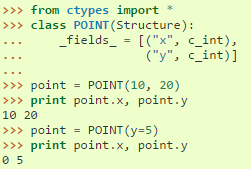 >>> from ctypes import *
>>> class POINT(Structure):
...     _fields_ = [("x", c_int),
...                 ("y", c_int)]
...
>>> point = POINT(10, 20)
>>> print point.x, point.y
10 20
>>> point = POINT(y=5)
>>> print point.x, point.y
0 5